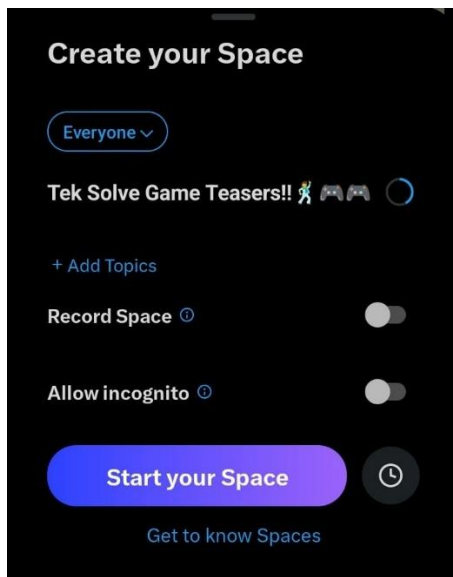 Create your Space
Everyone
Tek Solve Game Teasers!!🕺🎮🎮
+ Add Topics
Record Space
Allow incognito
Start your Space
Get to know Spaces